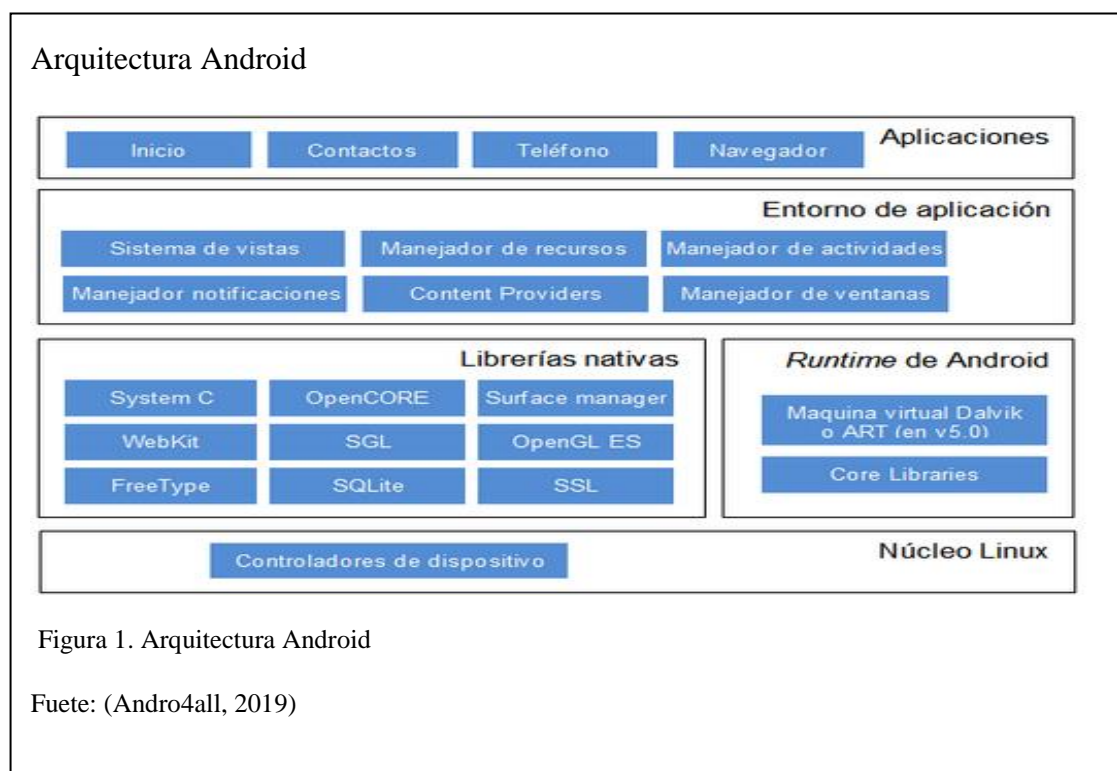 Arquitectura Android
Aplicaciones
Inicio
Contactos
Teléfono
Navegador
Entorno de aplicación
Sistema de vistas
Manejador de recursos
Manejador de actividades
Manejador notificaciones
Content Providers
Manejador de ventanas
Librerías nativas
System C
OpenCORE
Surface manager
WebKit
SGL
OpenGL ES
FreeType
SQLite
SSL
Runtime de Android
Maquina virtual Dalvik
o ART (en v5.0)
Core Libraries
Núcleo Linux
Controladores de dispositivo
Figura 1. Arquitectura Android
Fuete: (Andro4all, 2019)